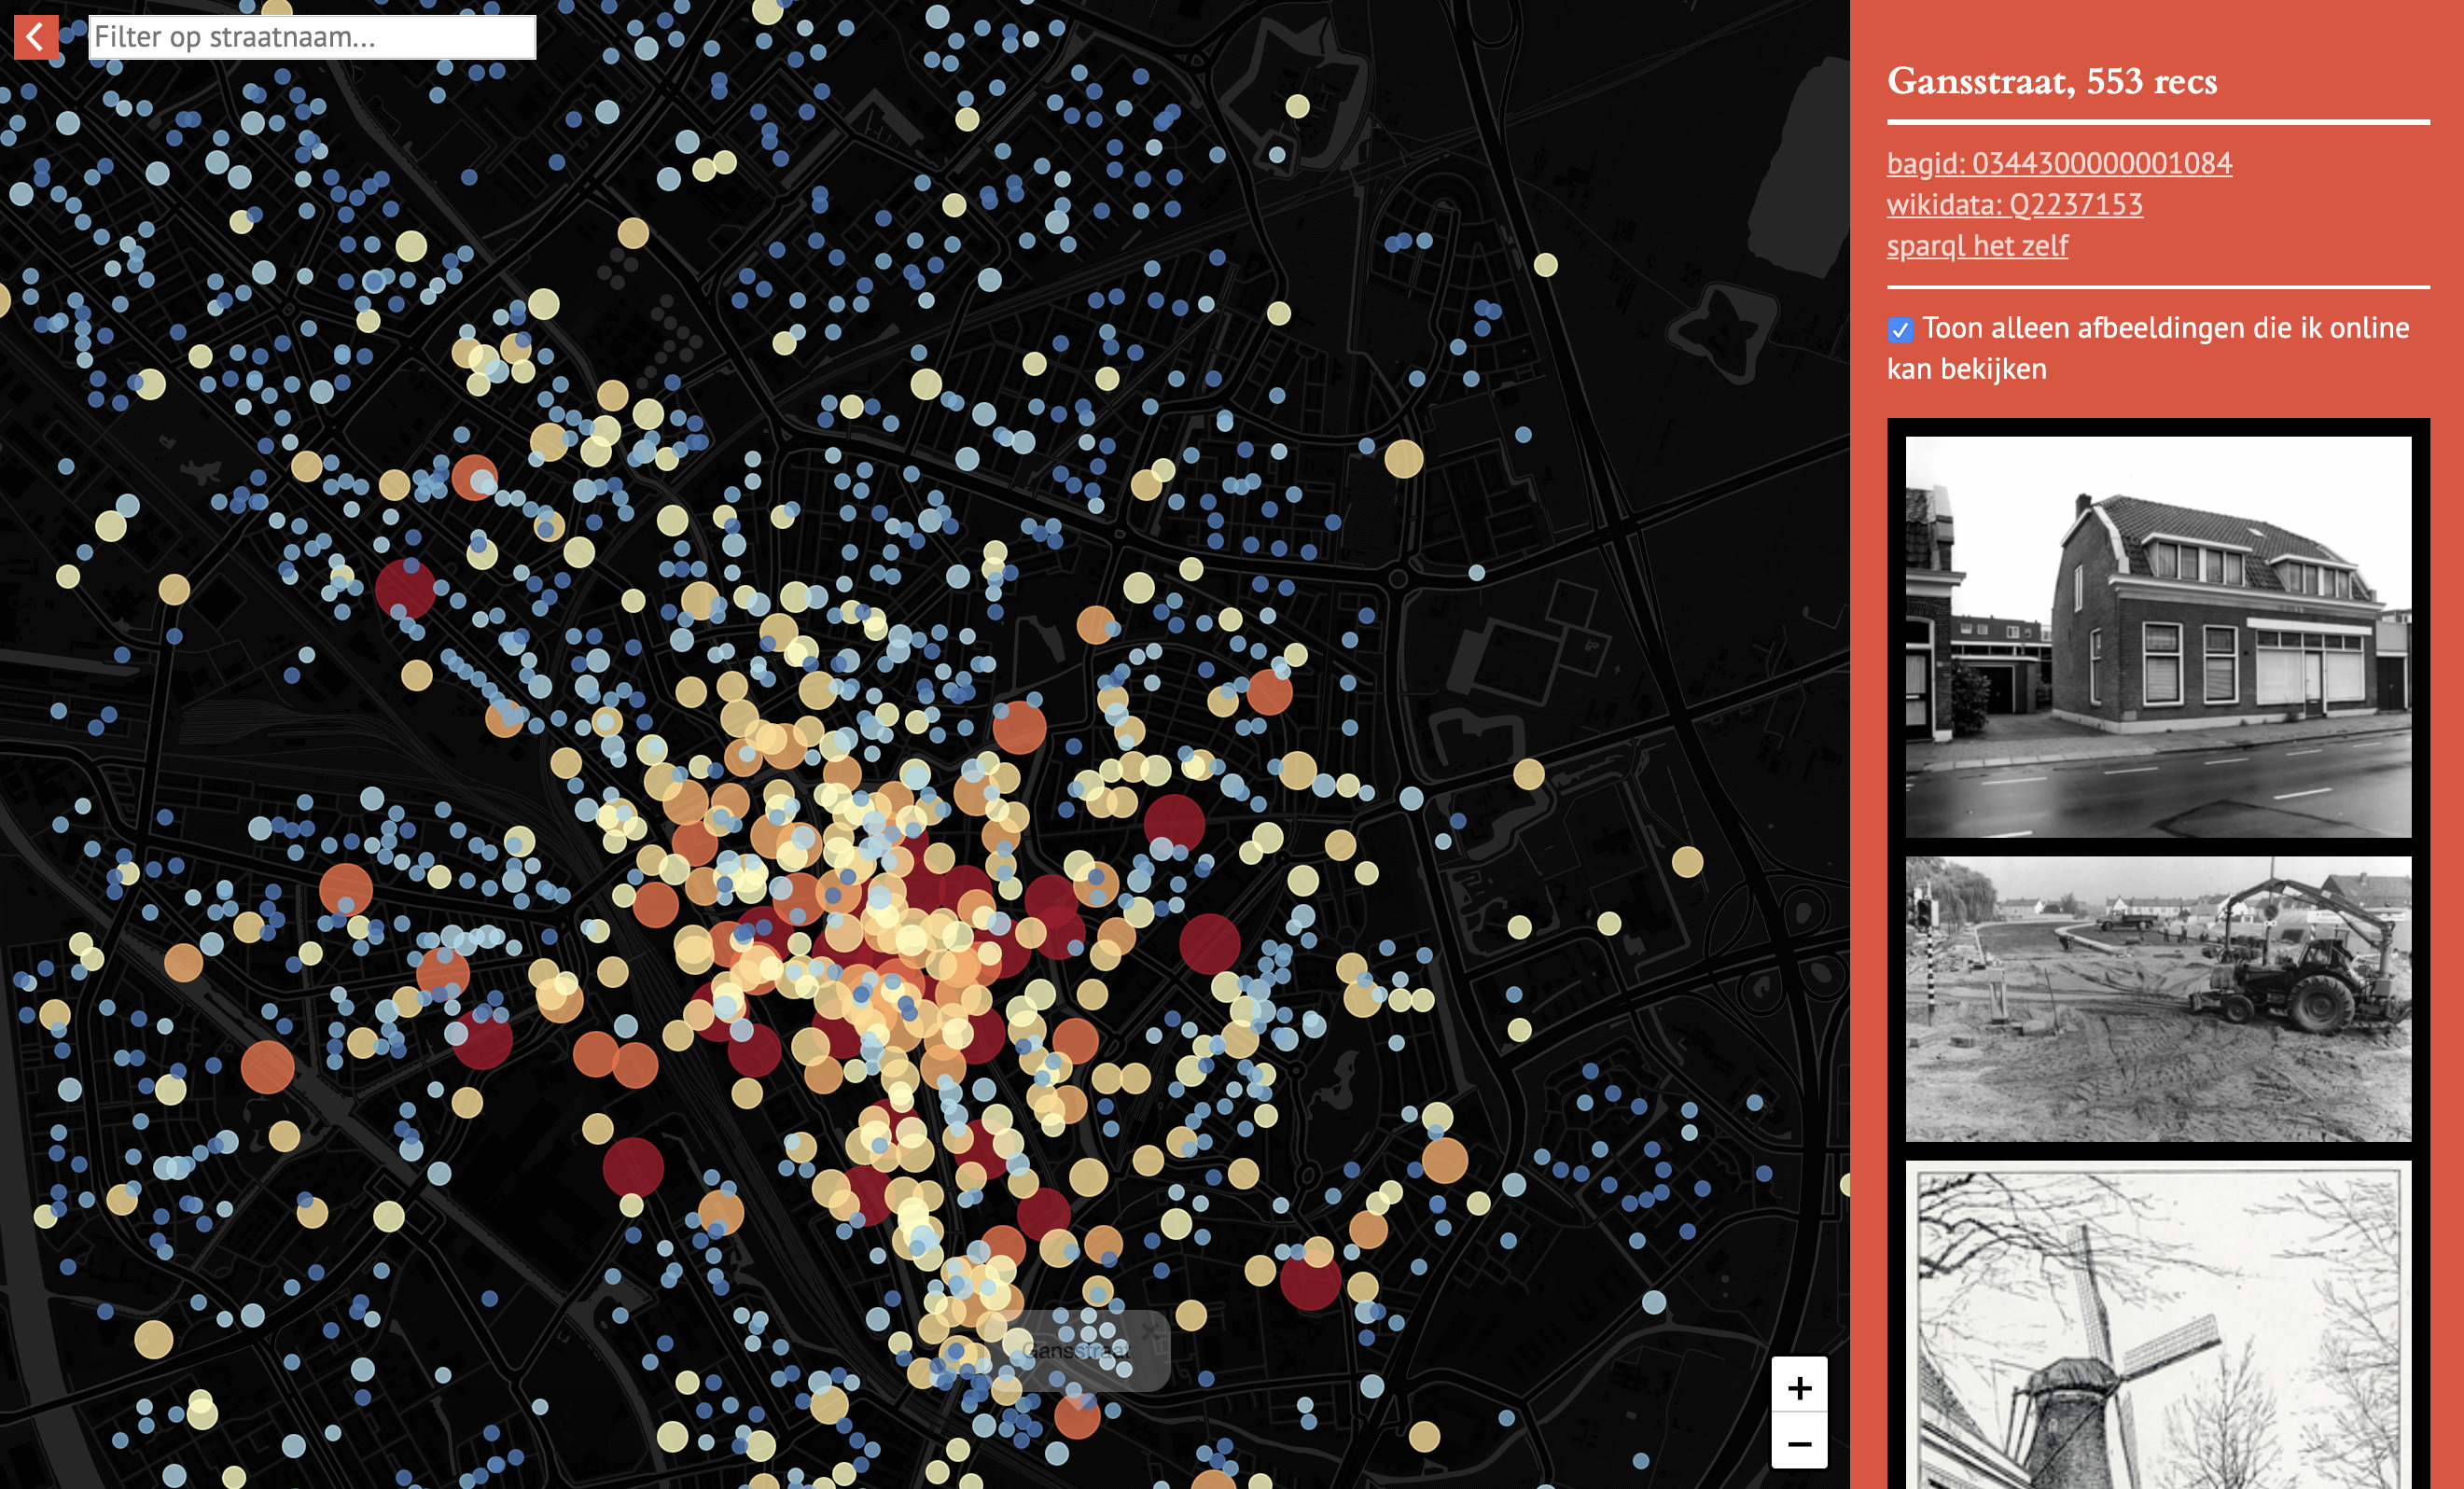 Filter op straatnaam...
Gansstraat
+
−
Gansstraat, 553 recs
bagid: 0344300000001084
wikidata: Q2237153
sparql het zelf
Toon alleen afbeeldingen die ik online
kan bekijken